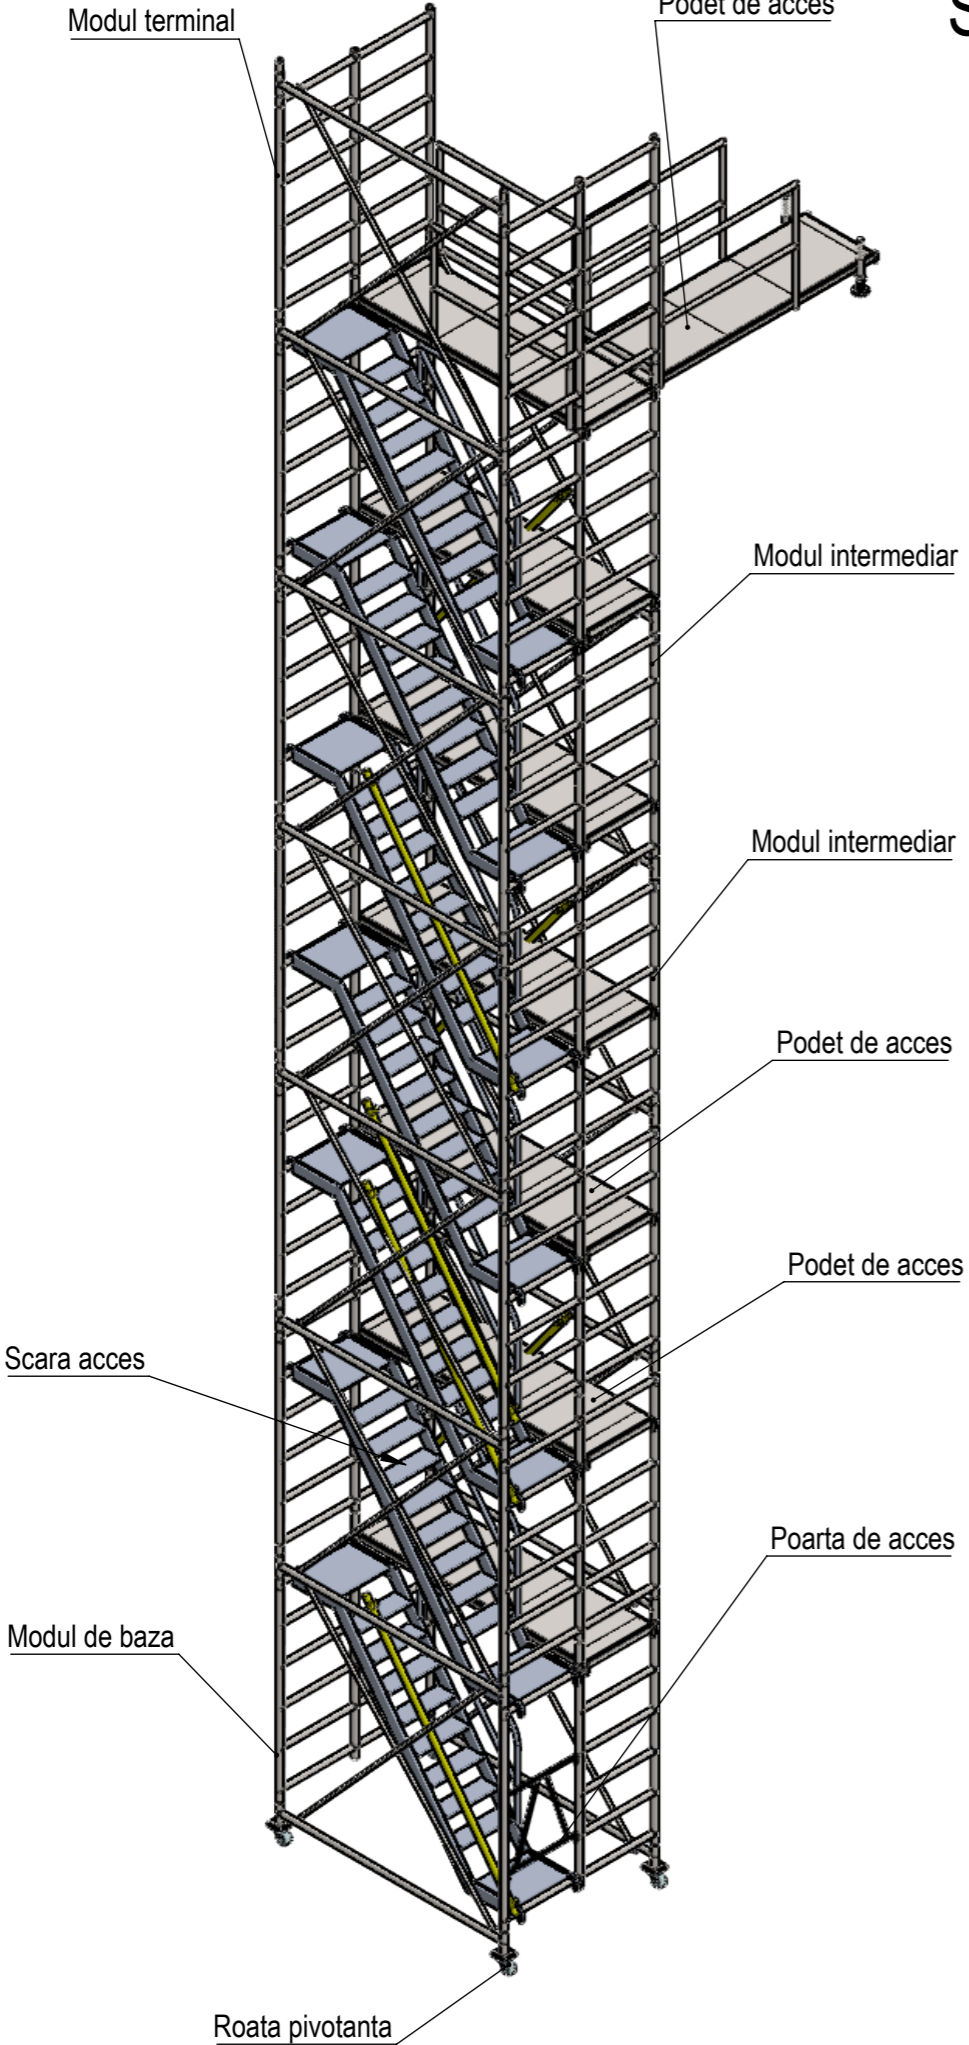 Podet de acces
Modul terminal
Modul intermediar
Modul intermediar
Podet de acces
Podet de acces
Scara acces
Poarta de acces
Modul de baza
Roata pivotanta